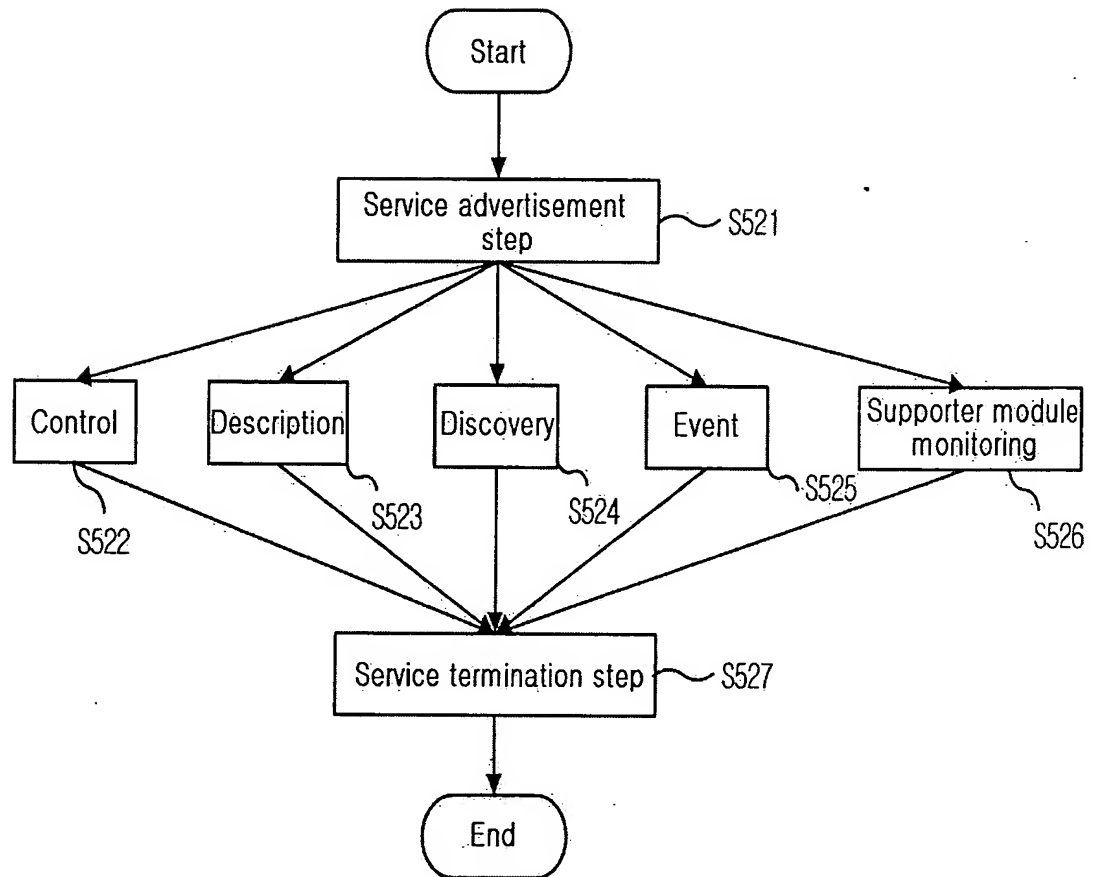 Start
Service advertisement
step
S521
Control
Description
Discovery
Event
Supporter module
monitoring
S522
S523
S524
S525
S526
Service termination step
S527
End